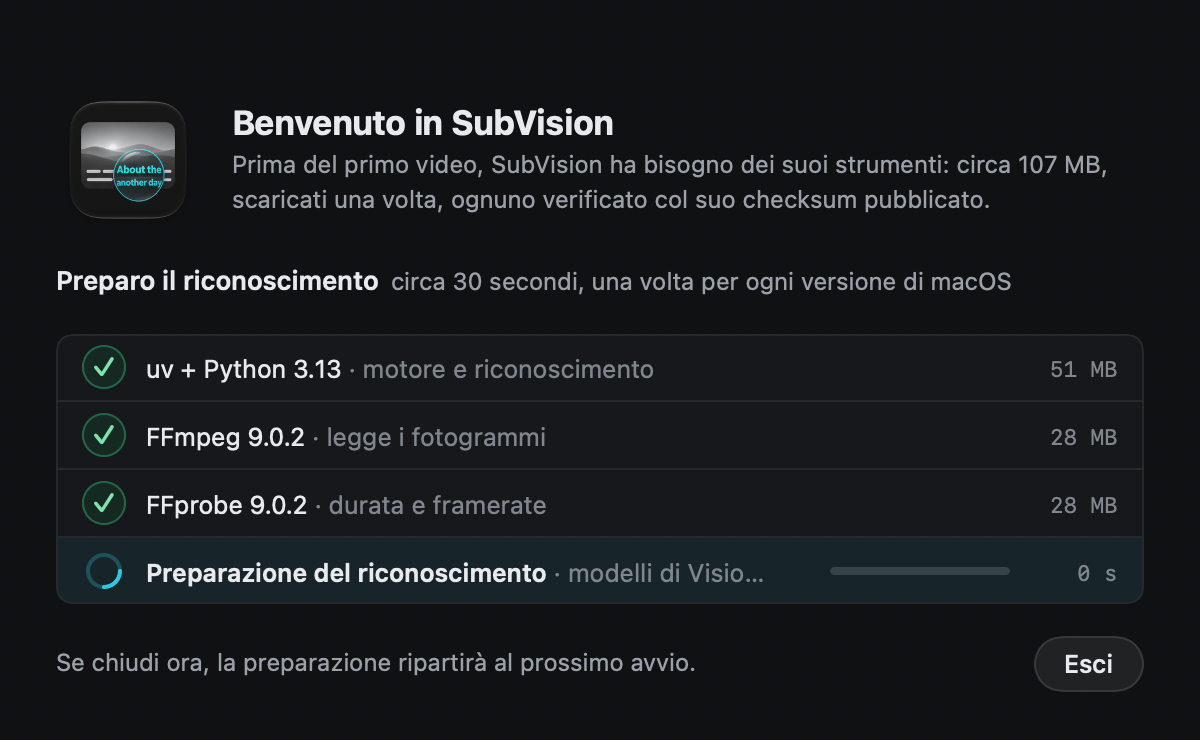 About the
another day
Benvenuto in SubVision
Prima del primo video, SubVision ha bisogno dei suoi strumenti: circa 107 MB,
scaricati una volta, ognuno verificato col suo checksum pubblicato.
Preparo il riconoscimento circa 30 secondi, una volta per ogni versione di macOS
uv + Python 3.13 · motore e riconoscimento 51 MB
FFmpeg 9.0.2 · legge i fotogrammi 28 MB
FFprobe 9.0.2 · durata e framerate 28 MB
Preparazione del riconoscimento · modelli di Visio... 0 s
Se chiudi ora, la preparazione ripartirà al prossimo avvio.
Esci